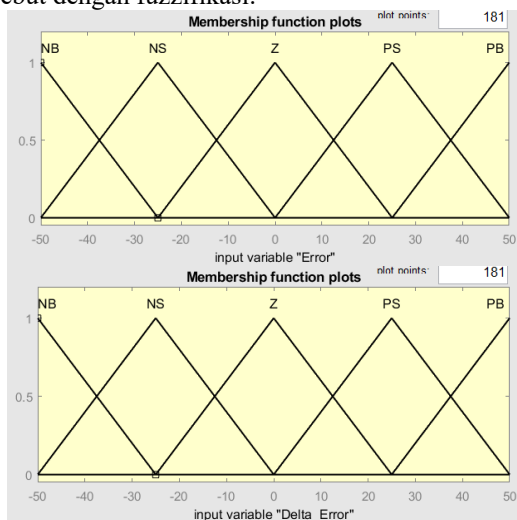 dengan fuzzifikasi.
Membership function plots plot points: 181
NB NS Z PS PB
1
0.5
0
-50 -40 -30 -20 -10 0 10 20 30 40 50
input variable "Error"
Membership function plots plot points: 181
NB NS Z PS PB
1
0.5
0
-50 -40 -30 -20 -10 0 10 20 30 40 50
input variable "Delta_Error"